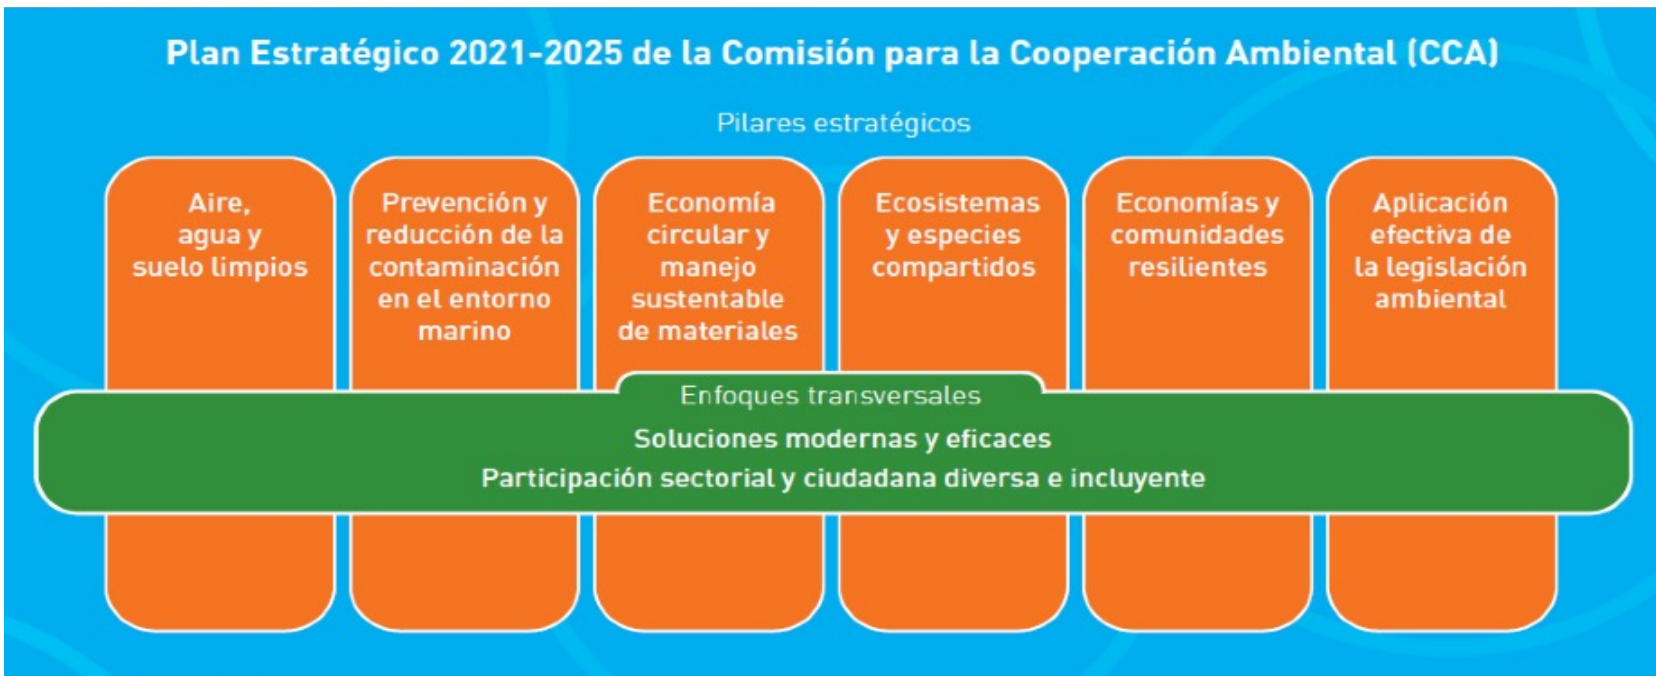 Plan Estratégico 2021-2025 de la Comisión para la Cooperación Ambiental (CCA)
Pilares estratégicos
Aire,
agua y
suelo limpios
Prevención y
reducción de la
contaminación
en el entorno
marino
Economía
circular y
manejo
sustentable
de materiales
Ecosistemas
y especies
compartidos
Economías y
comunidades
resilientes
Aplicación
efectiva de
la legislación
ambiental
Enfoques transversales
Soluciones modernas y eficaces
Participación sectorial y ciudadana diversa e incluyente